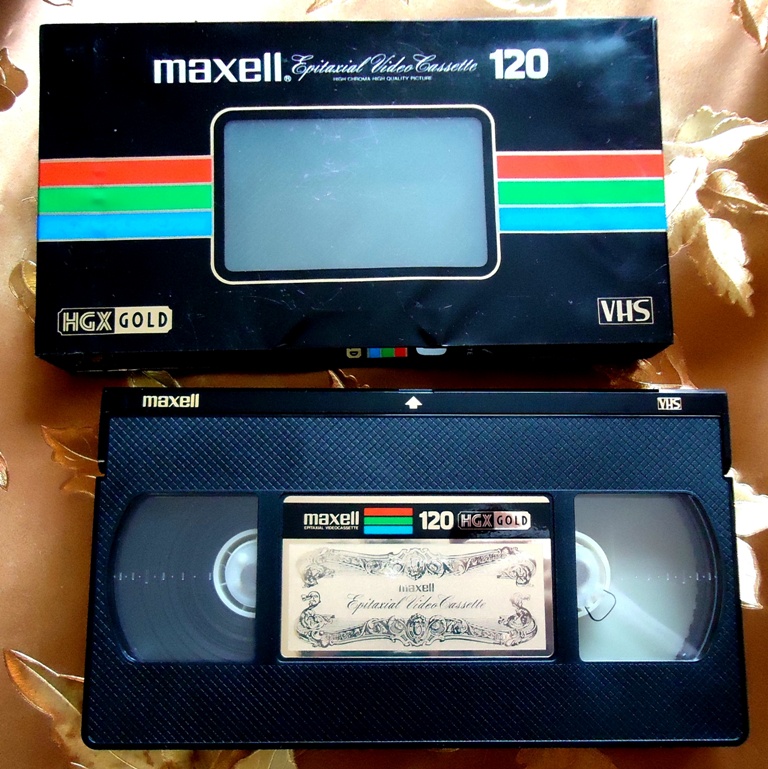 maxell® Epitaxial Video Cassette 120
HIGH CHROMA HIGH QUALITY PICTURE
HGX GOLD
VHS
maxell
VHS
maxell 120 HGX GOLD
EPITAXIAL VIDEOCASSETTE
maxell
Epitaxial Video Cassette